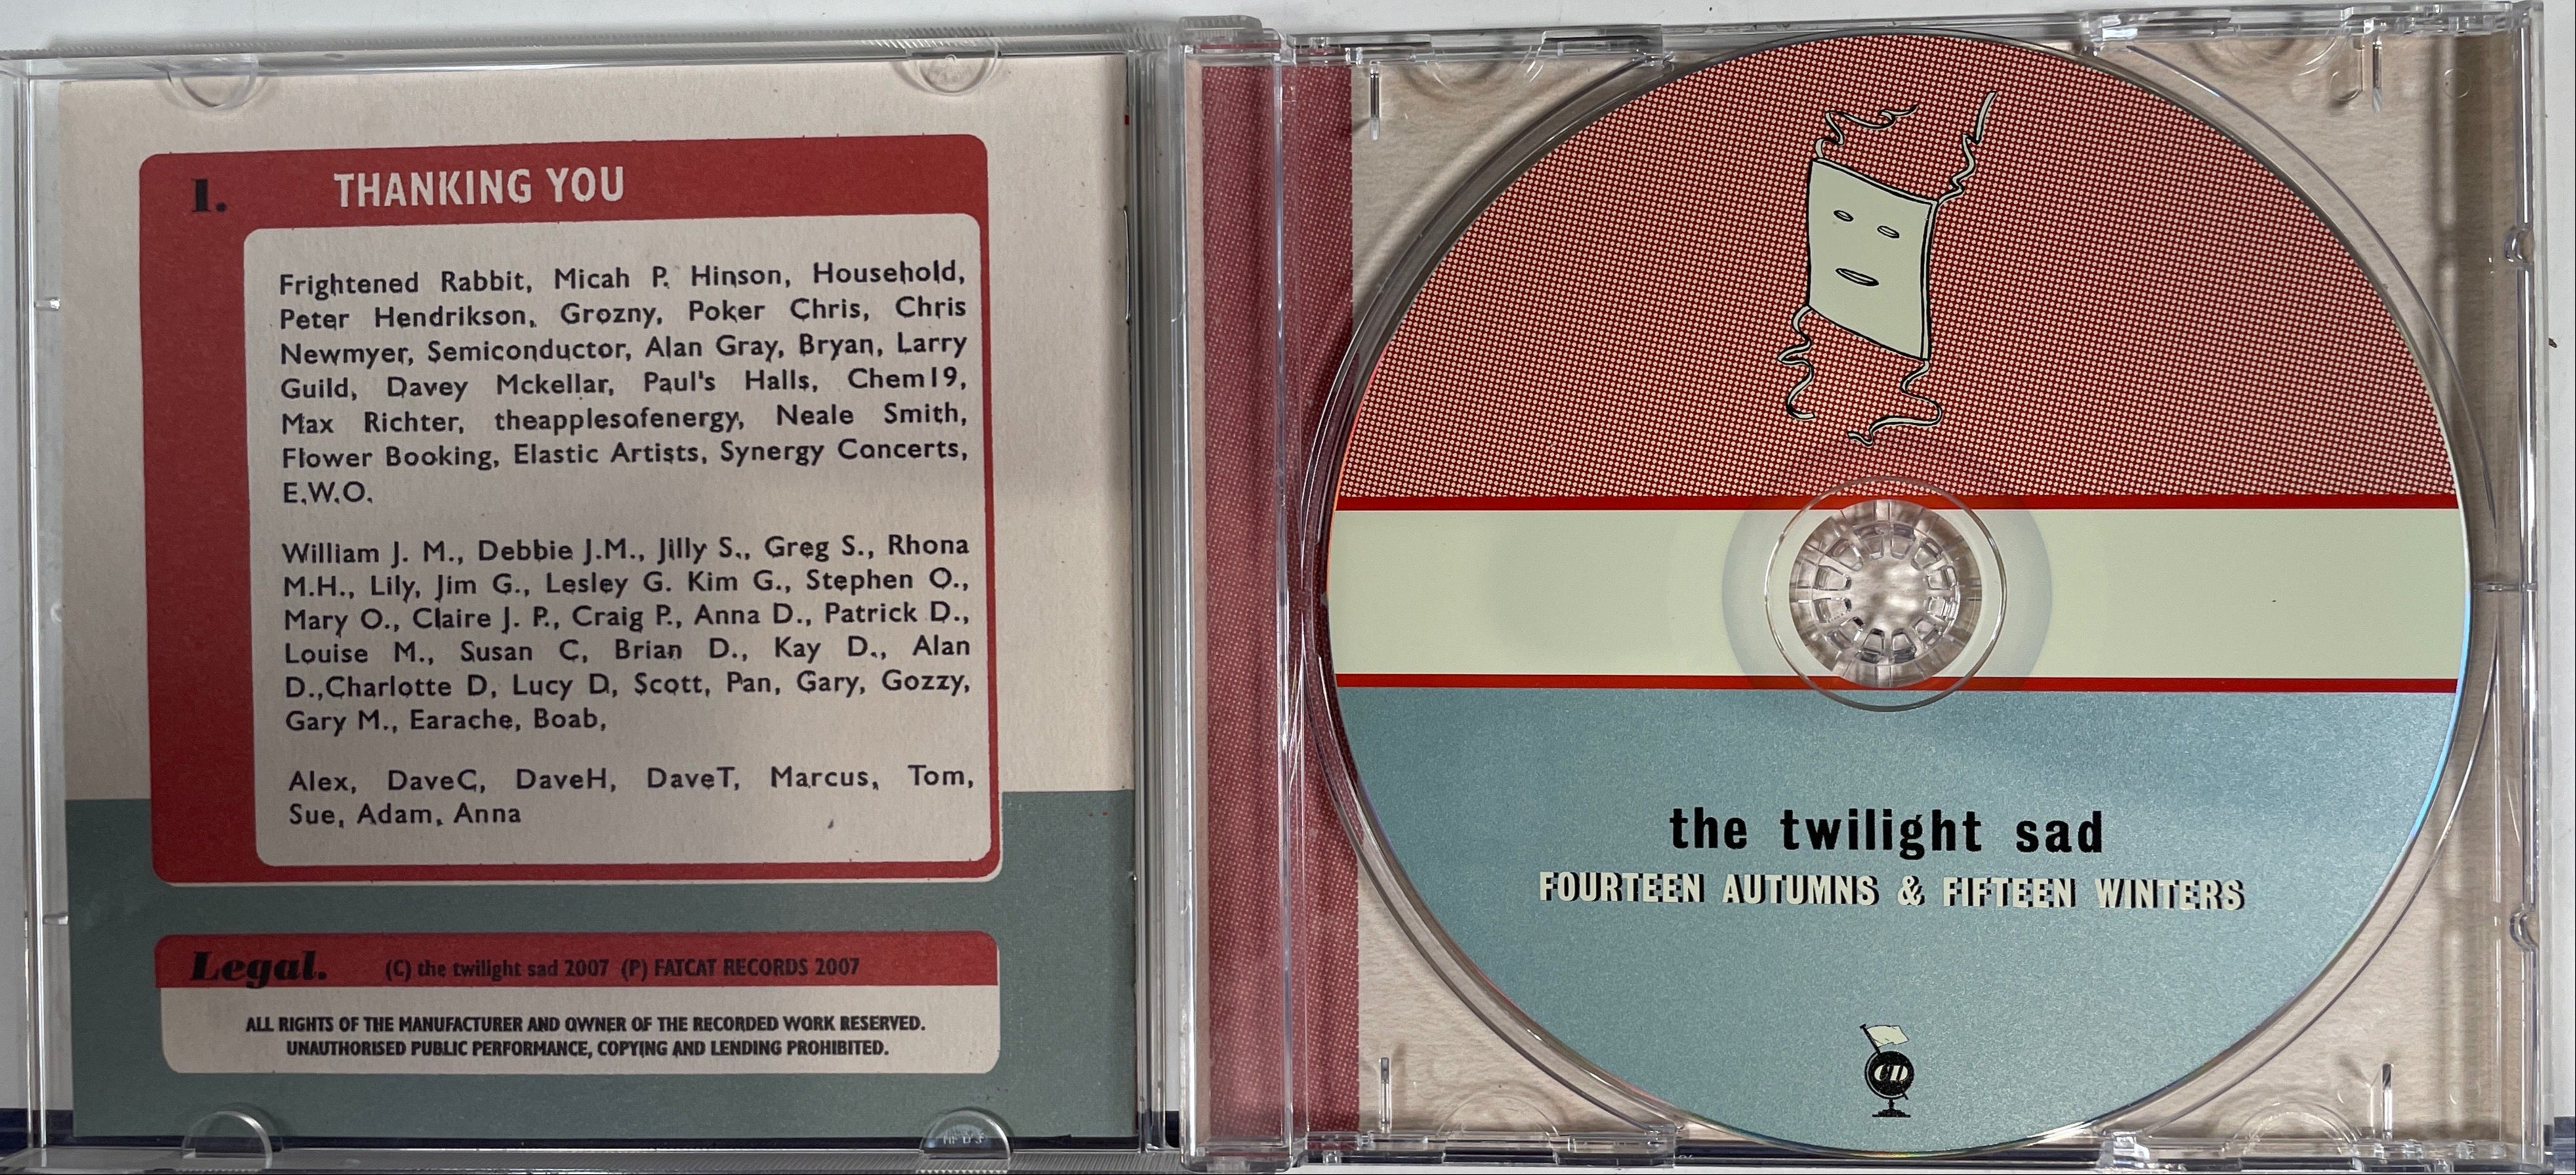 1. THANKING YOU
Frightened Rabbit, Micah P. Hinson, Household,
Peter Hendrikson, Grozny, Poker Chris, Chris
Newmyer, Semiconductor, Alan Gray, Bryan, Larry
Guild, Davey Mckellar, Paul's Halls, Chem19,
Max Richter, theapplesofenergy, Neale Smith,
Flower Booking, Elastic Artists, Synergy Concerts,
E.W.O.
William J. M., Debbie J.M., Jilly S., Greg S., Rhona
M.H., Lily, Jim G., Lesley G. Kim G., Stephen O.,
Mary O., Claire J. P., Craig P., Anna D., Patrick D.,
Louise M., Susan C, Brian D., Kay D., Alan
D.,Charlotte D, Lucy D, Scott, Pan, Gary, Gozzy,
Gary M., Earache, Boab,
Alex, DaveC, DaveH, DaveT, Marcus, Tom,
Sue, Adam, Anna
Legal. (C) the twilight sad 2007 (P) FATCAT RECORDS 2007
ALL RIGHTS OF THE MANUFACTURER AND OWNER OF THE RECORDED WORK RESERVED.
UNAUTHORISED PUBLIC PERFORMANCE, COPYING AND LENDING PROHIBITED.
the twilight sad
FOURTEEN AUTUMNS & FIFTEEN WINTERS
CD